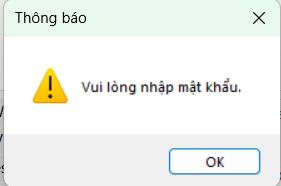 Thông báo
Vui lòng nhập mật khẩu.
OK